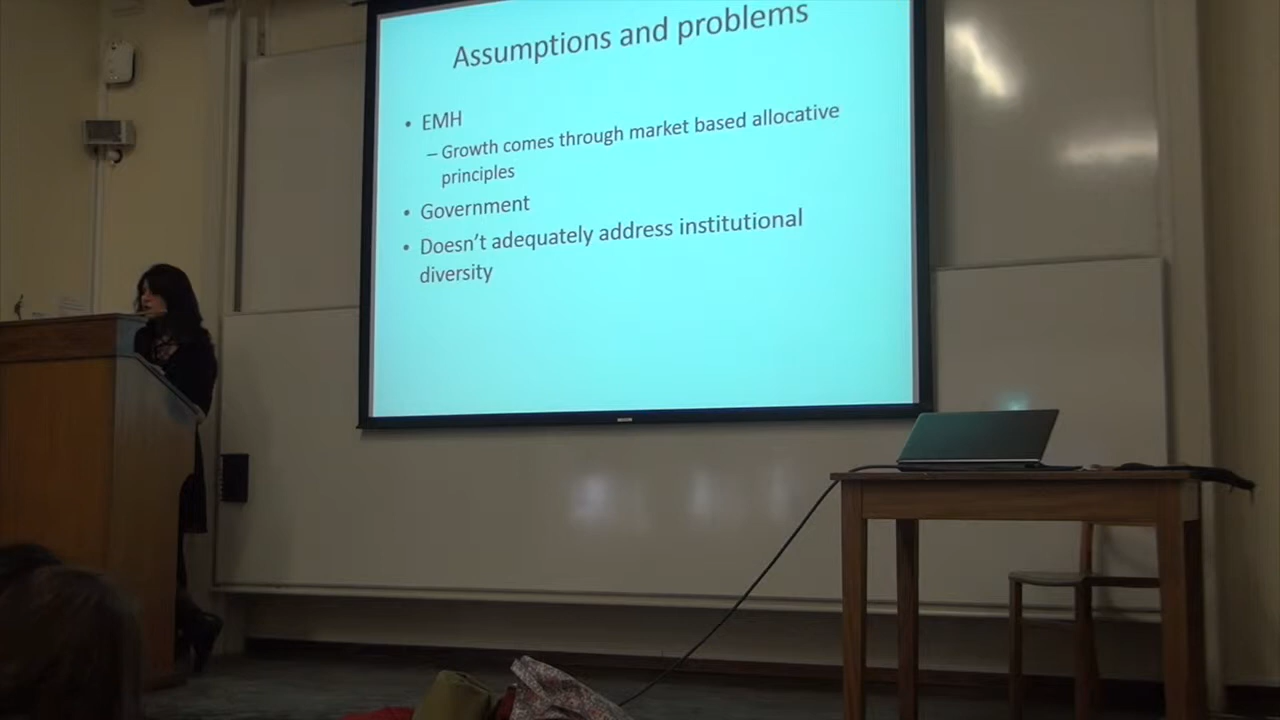 Assumptions and problems
• EMH
– Growth comes through market based allocative
principles
• Government
• Doesn't adequately address institutional
diversity